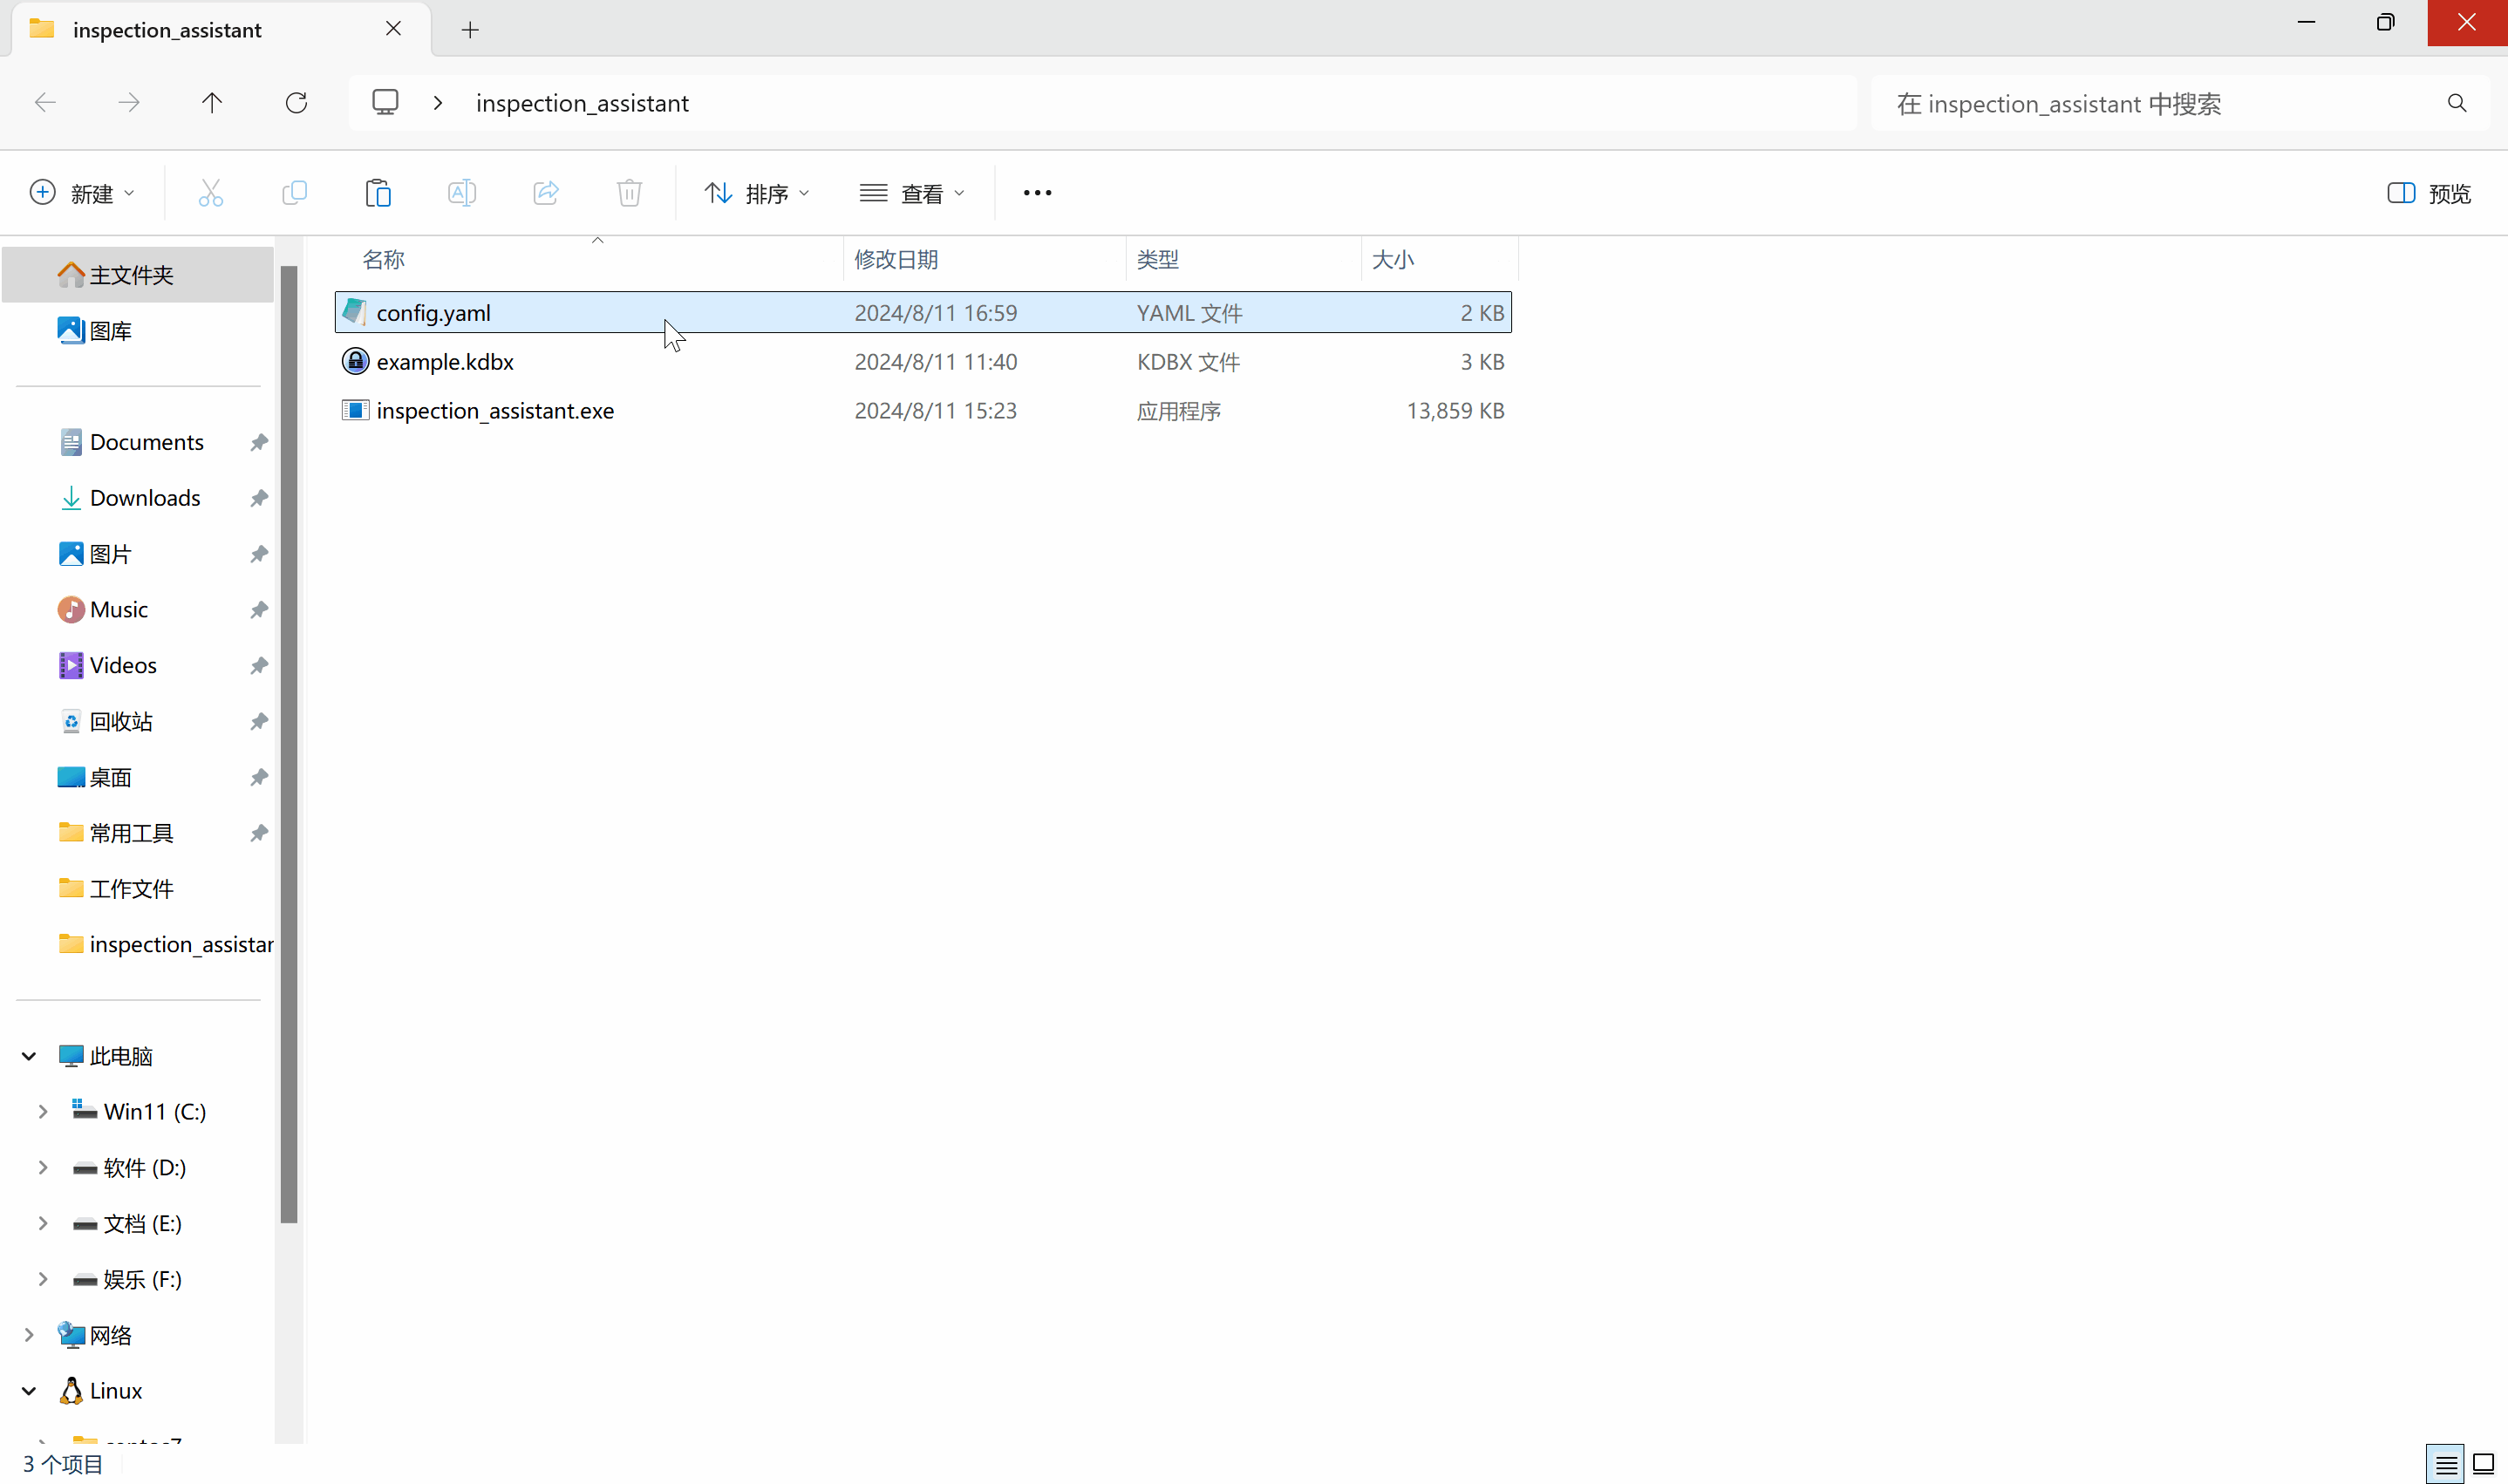 inspection_assistant
inspection_assistant
在 inspection_assistant 中搜索
新建
排序
查看
预览
主文件夹
图库
Documents
Downloads
图片
Music
Videos
回收站
桌面
常用工具
工作文件
inspection_assistan
此电脑
Win11 (C:)
软件 (D:)
文档 (E:)
娱乐 (F:)
网络
Linux
centos7
名称 修改日期 类型 大小
config.yaml 2024/8/11 16:59 YAML 文件 2 KB
example.kdbx 2024/8/11 11:40 KDBX 文件 3 KB
inspection_assistant.exe 2024/8/11 15:23 应用程序 13,859 KB
3 个项目